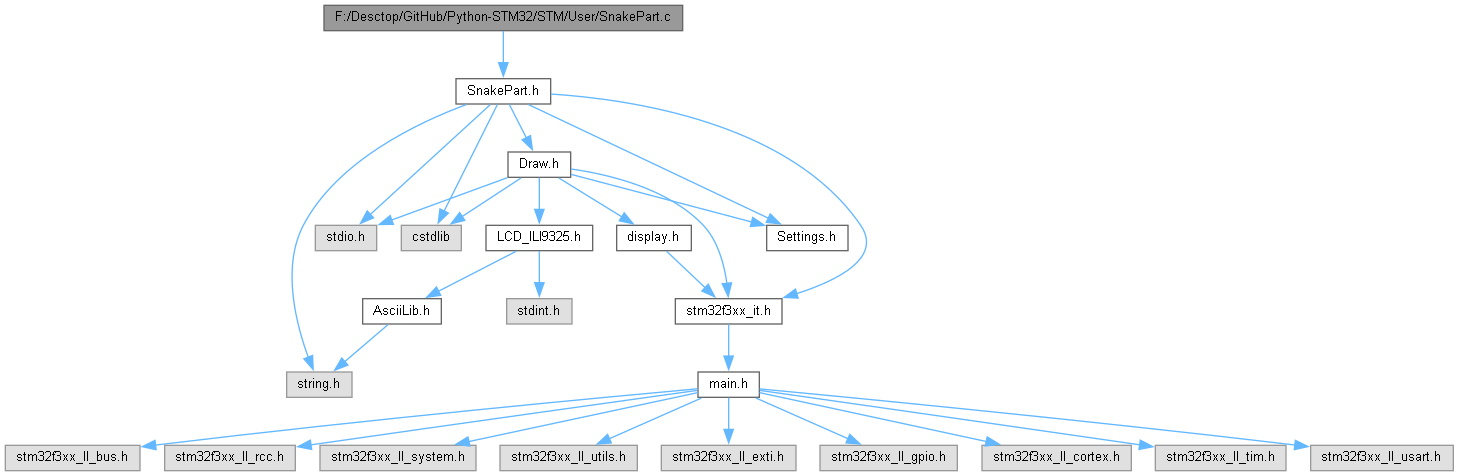 F:/Desctop/GitHub/Python-STM32/STM/User/SnakePart.c
SnakePart.h
Draw.h
stdio.h
cstdlib
LCD_ILI9325.h
display.h
Settings.h
AsciiLib.h
stdint.h
stm32f3xx_it.h
string.h
main.h
stm32f3xx_ll_bus.h
stm32f3xx_ll_rcc.h
stm32f3xx_ll_system.h
stm32f3xx_ll_utils.h
stm32f3xx_ll_exti.h
stm32f3xx_ll_gpio.h
stm32f3xx_ll_cortex.h
stm32f3xx_ll_tim.h
stm32f3xx_ll_usart.h